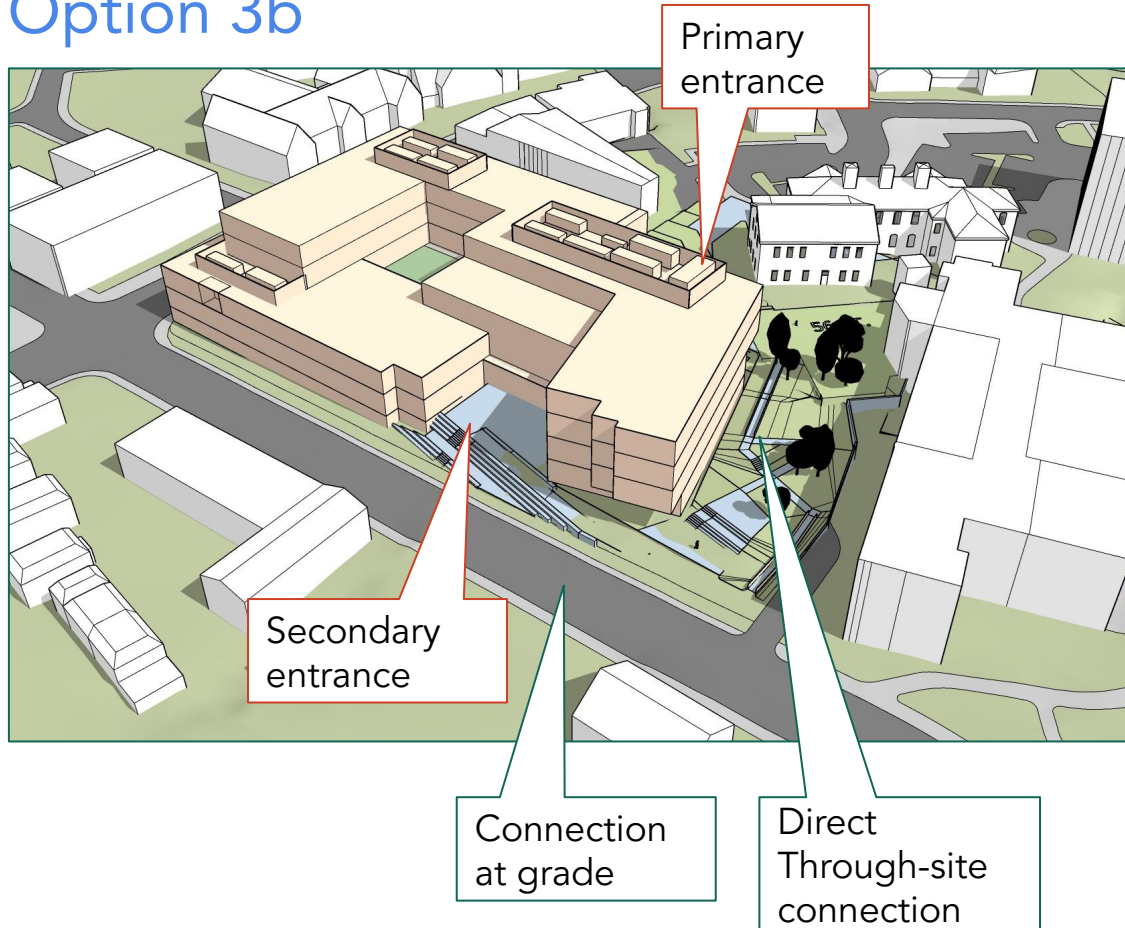 Option 3b
Primary
entrance
Secondary
entrance
Connection
at grade
Direct
Through-site
connection